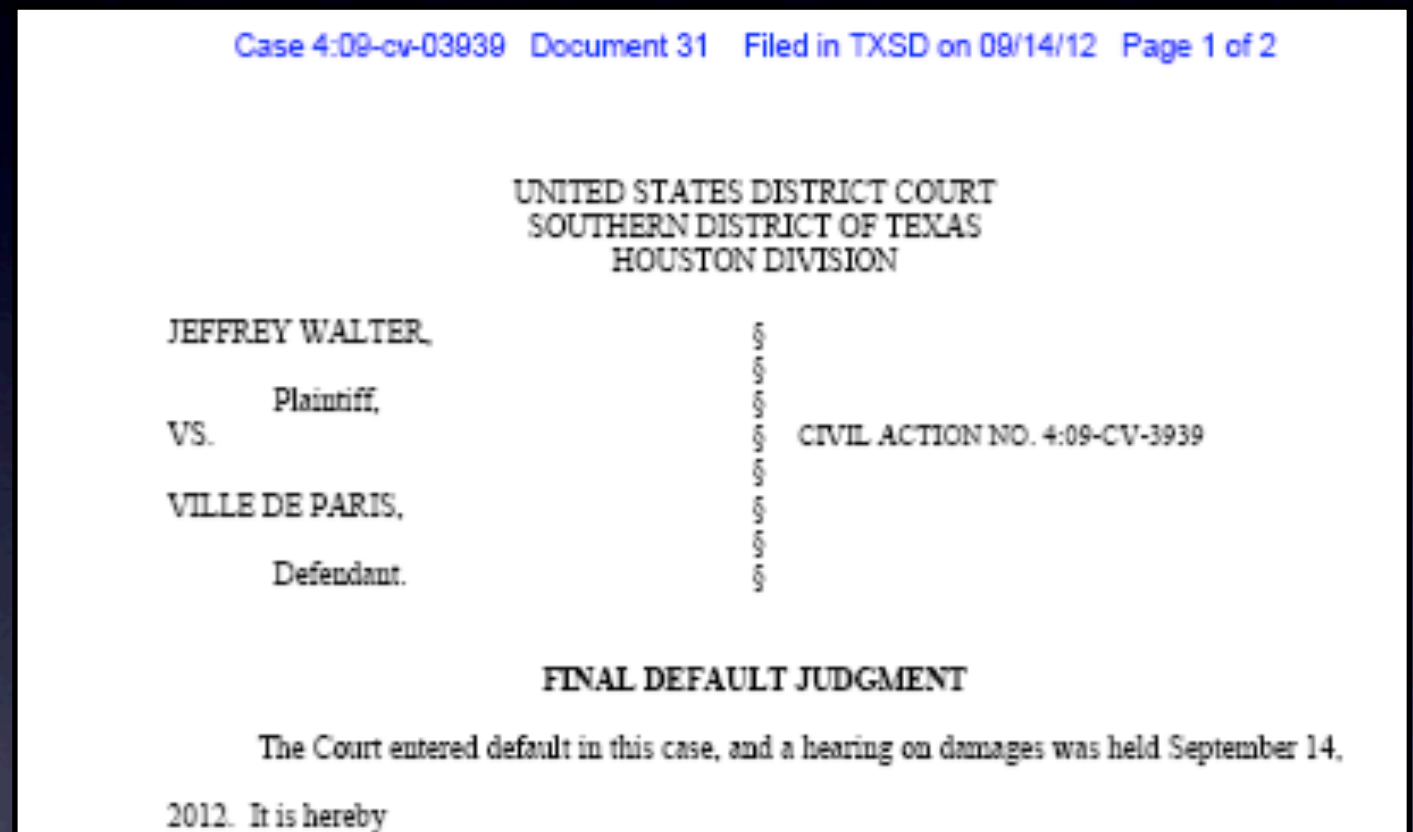 Case 4:09-cv-03939 Document 31 Filed in TXSD on 09/14/12 Page 1 of 2
UNITED STATES DISTRICT COURT
SOUTHERN DISTRICT OF TEXAS
HOUSTON DIVISION
JEFFREY WALTER, §
§
Plaintiff, §
VS. § CIVIL ACTION NO. 4:09-CV-3939
§
VILLE DE PARIS, §
§
Defendant. §
FINAL DEFAULT JUDGMENT
The Court entered default in this case, and a hearing on damages was held September 14,
2012. It is hereby